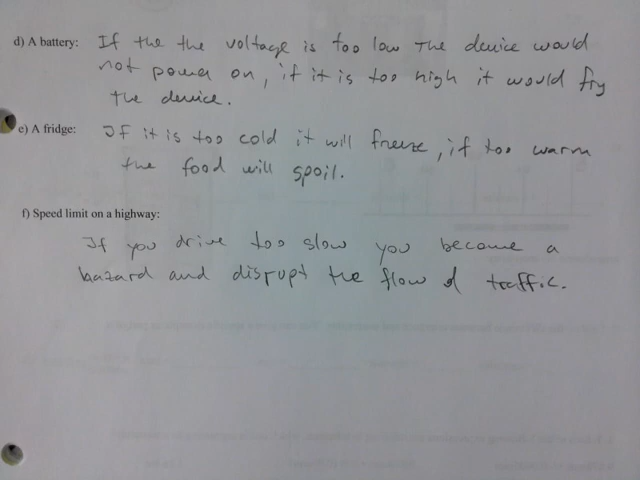 d) A battery: If the the voltage is too low The device would
not power on, if it is too high it would fry
the device.
e) A fridge: If it is too cold it will freeze, if too warm
the food will spoil.
f) Speed limit on a highway:
If you drive too slow you become a
hazard and disrupt the flow of traffic.